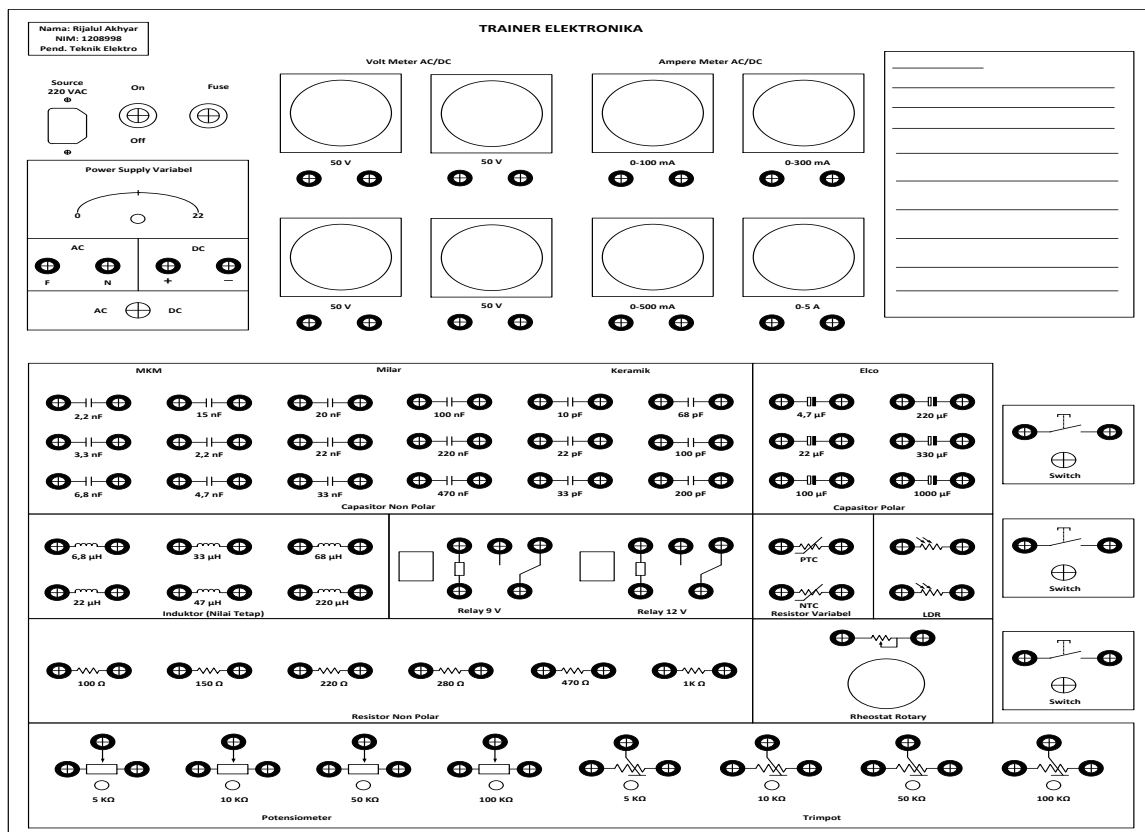 Nama: Rijalul Akhyar
NIM: 1208998
Pend. Teknik Elektro
TRAINER ELEKTRONIKA
Volt Meter AC/DC
Ampere Meter AC/DC
Source
220 VAC
On
Off
Fuse
50 V
50 V
0-100 mA
0-300 mA
Power Supply Variabel
0
22
AC
DC
F
N
+
−
AC
DC
50 V
50 V
0-500 mA
0-5 A
MKM
Milar
Keramik
Elco
2,2 nF
15 nF
20 nF
100 nF
10 pF
68 pF
4,7 µF
220 µF
3,3 nF
2,2 nF
22 nF
220 nF
22 pF
100 pF
22 µF
330 µF
6,8 nF
4,7 nF
33 nF
470 nF
33 pF
200 pF
100 µF
1000 µF
Capasitor Non Polar
Capasitor Polar
Switch
6,8 µH
33 µH
68 µH
22 µH
47 µH
220 µH
Induktor (Nilai Tetap)
Relay 9 V
Relay 12 V
PTC
NTC
Resistor Variabel
LDR
Switch
100 Ω
150 Ω
220 Ω
280 Ω
470 Ω
1K Ω
Resistor Non Polar
Rheostat Rotary
Switch
5 KΩ
10 KΩ
50 KΩ
100 KΩ
5 KΩ
10 KΩ
50 KΩ
100 KΩ
Potensiometer
Trimpot